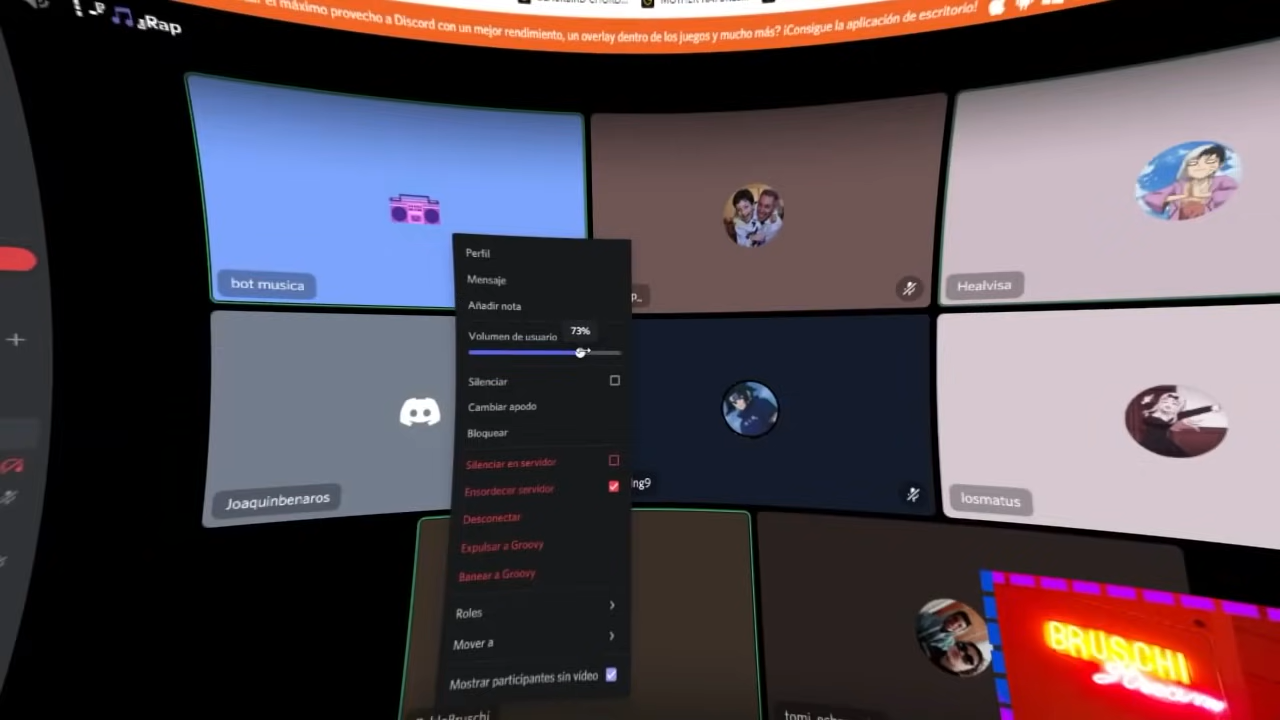 Rap
el máximo provecho a Discord con un mejor rendimiento, un overlay dentro de los juegos y mucho más? ¡Consigue la aplicación de escritorio!
bot musica
p_
Healvisa
Perfil
Mensaje
Añadir nota
Volumen de usuario
73%
Silenciar
Cambiar apodo
Bloquear
Silenciar en servidor
Ensordecer servidor
Desconectar
Expulsar a Groovy
Banear a Groovy
Roles
Mover a
Mostrar participantes sin vídeo
Joaquinbenaros
ing9
losmatus
BRUSCHI